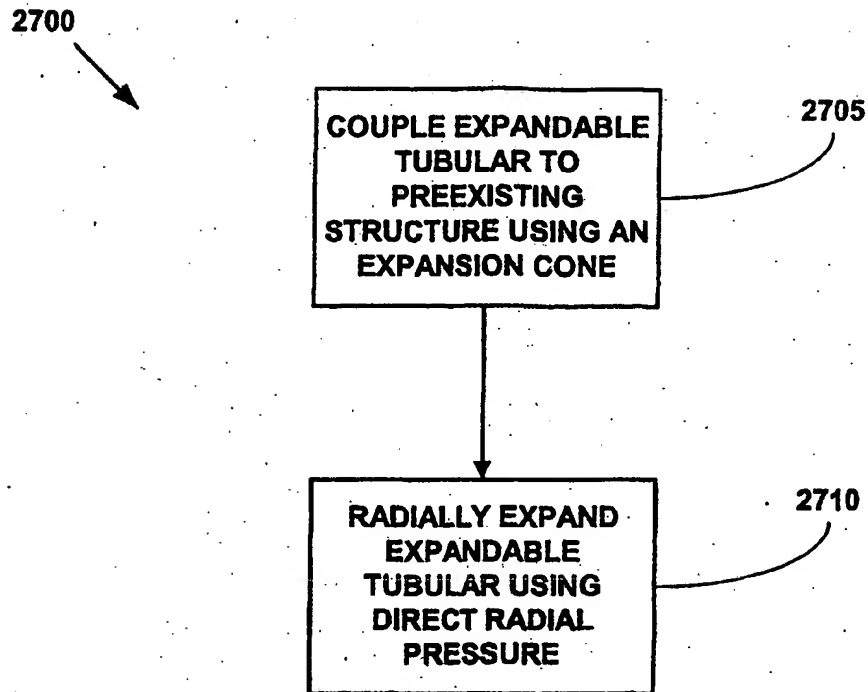 2700
COUPLE EXPANDABLE
TUBULAR TO
PREEXISTING
STRUCTURE USING AN
EXPANSION CONE
2705
RADIALLY EXPAND
EXPANDABLE
TUBULAR USING
DIRECT RADIAL
PRESSURE
2710